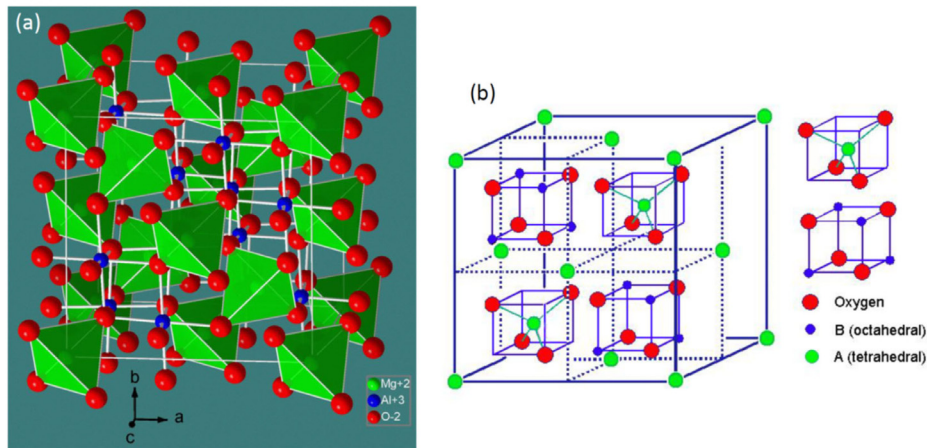 (a)
b
a
c
Mg+2
Al+3
O-2
(b)
Oxygen
B (octahedral)
A (tetrahedral)